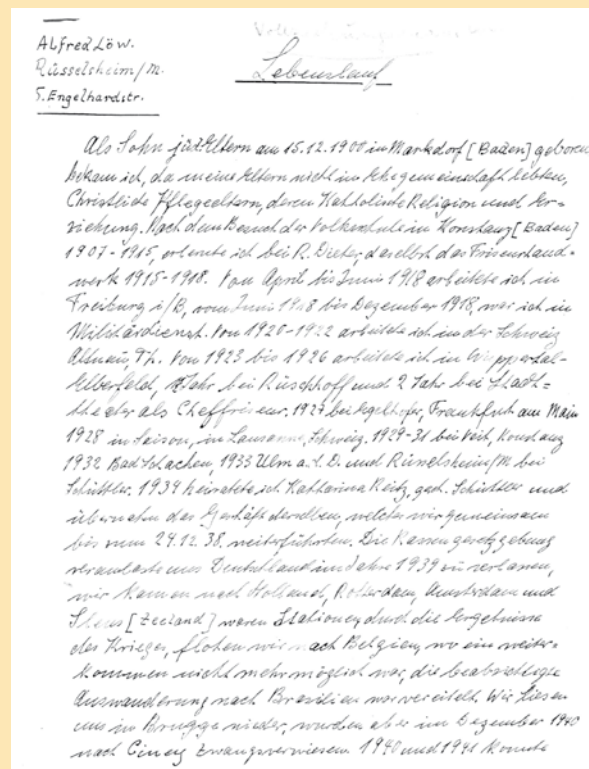 Alfred Löw.
Rüsselsheim/M.
5. Engelhardstr.
Lebenslauf
Als Sohn jüd. Eltern am 15.12.1900 in Markdorf [Baden] geboren
bekam ich, da meine Eltern nicht in Ehegemeinschaft lebten,
Christliche Pflegeeltern, deren Katholische Religion und Er-
ziehung. Nach dem Besuch der Volkschule in Konstanz [Baden]
1907-1915, erlernte ich bei R. Dieter, daselbst das Friseurhand-
werk 1915-1918. Von April bis Juni 1918 arbeitete ich in
Freiburg i/B, vom Juni 1918 bis Dezember 1918, war ich im
Militärdienst. Von 1920-1922 arbeitete ich in der Schweiz
Altnau, Th. Von 1923 bis 1926 arbeitete ich in Wuppertal-
Elberfeld, 1 Jahr bei Rüschhoff und 2 Jahr bei Stadt=
theater als Cheffriseur. 1927 bei Frankfurt am Main
1928 in Saison, in Lausanne, Schweiz. 1929-31 bei Veit, Konstanz
1932 Bad Schachen, 1933 Ulm a. d. D. und Rüsselsheim/M bei
Schüttler. 1934 heiratete ich Katharina Reitz, geb. Schüttler und
übernahm das Geschäft derselben, welches wir gemeinsam
bis zum 24.12.38. weiterführten. Die Rassengesetzgebung
veranlasste uns Deutschland im Jahre 1939 zu verlassen,
wir kamen nach Holland, Rotterdam, Amsterdam und
Sluis [Zeeland] waren Stationen, durch die Ergebnisse
des Krieges, flohen wir nach Belgien, wo ein weiter-
kommen nicht mehr möglich war, die beabsichtigte
Auswanderung nach Brasilien war vereitelt. Wir liesen
uns in Brugge nieder, wurden aber im Dezember 1940
nach Ciney zwangsverwiesen. 1940 und 1941 konnte